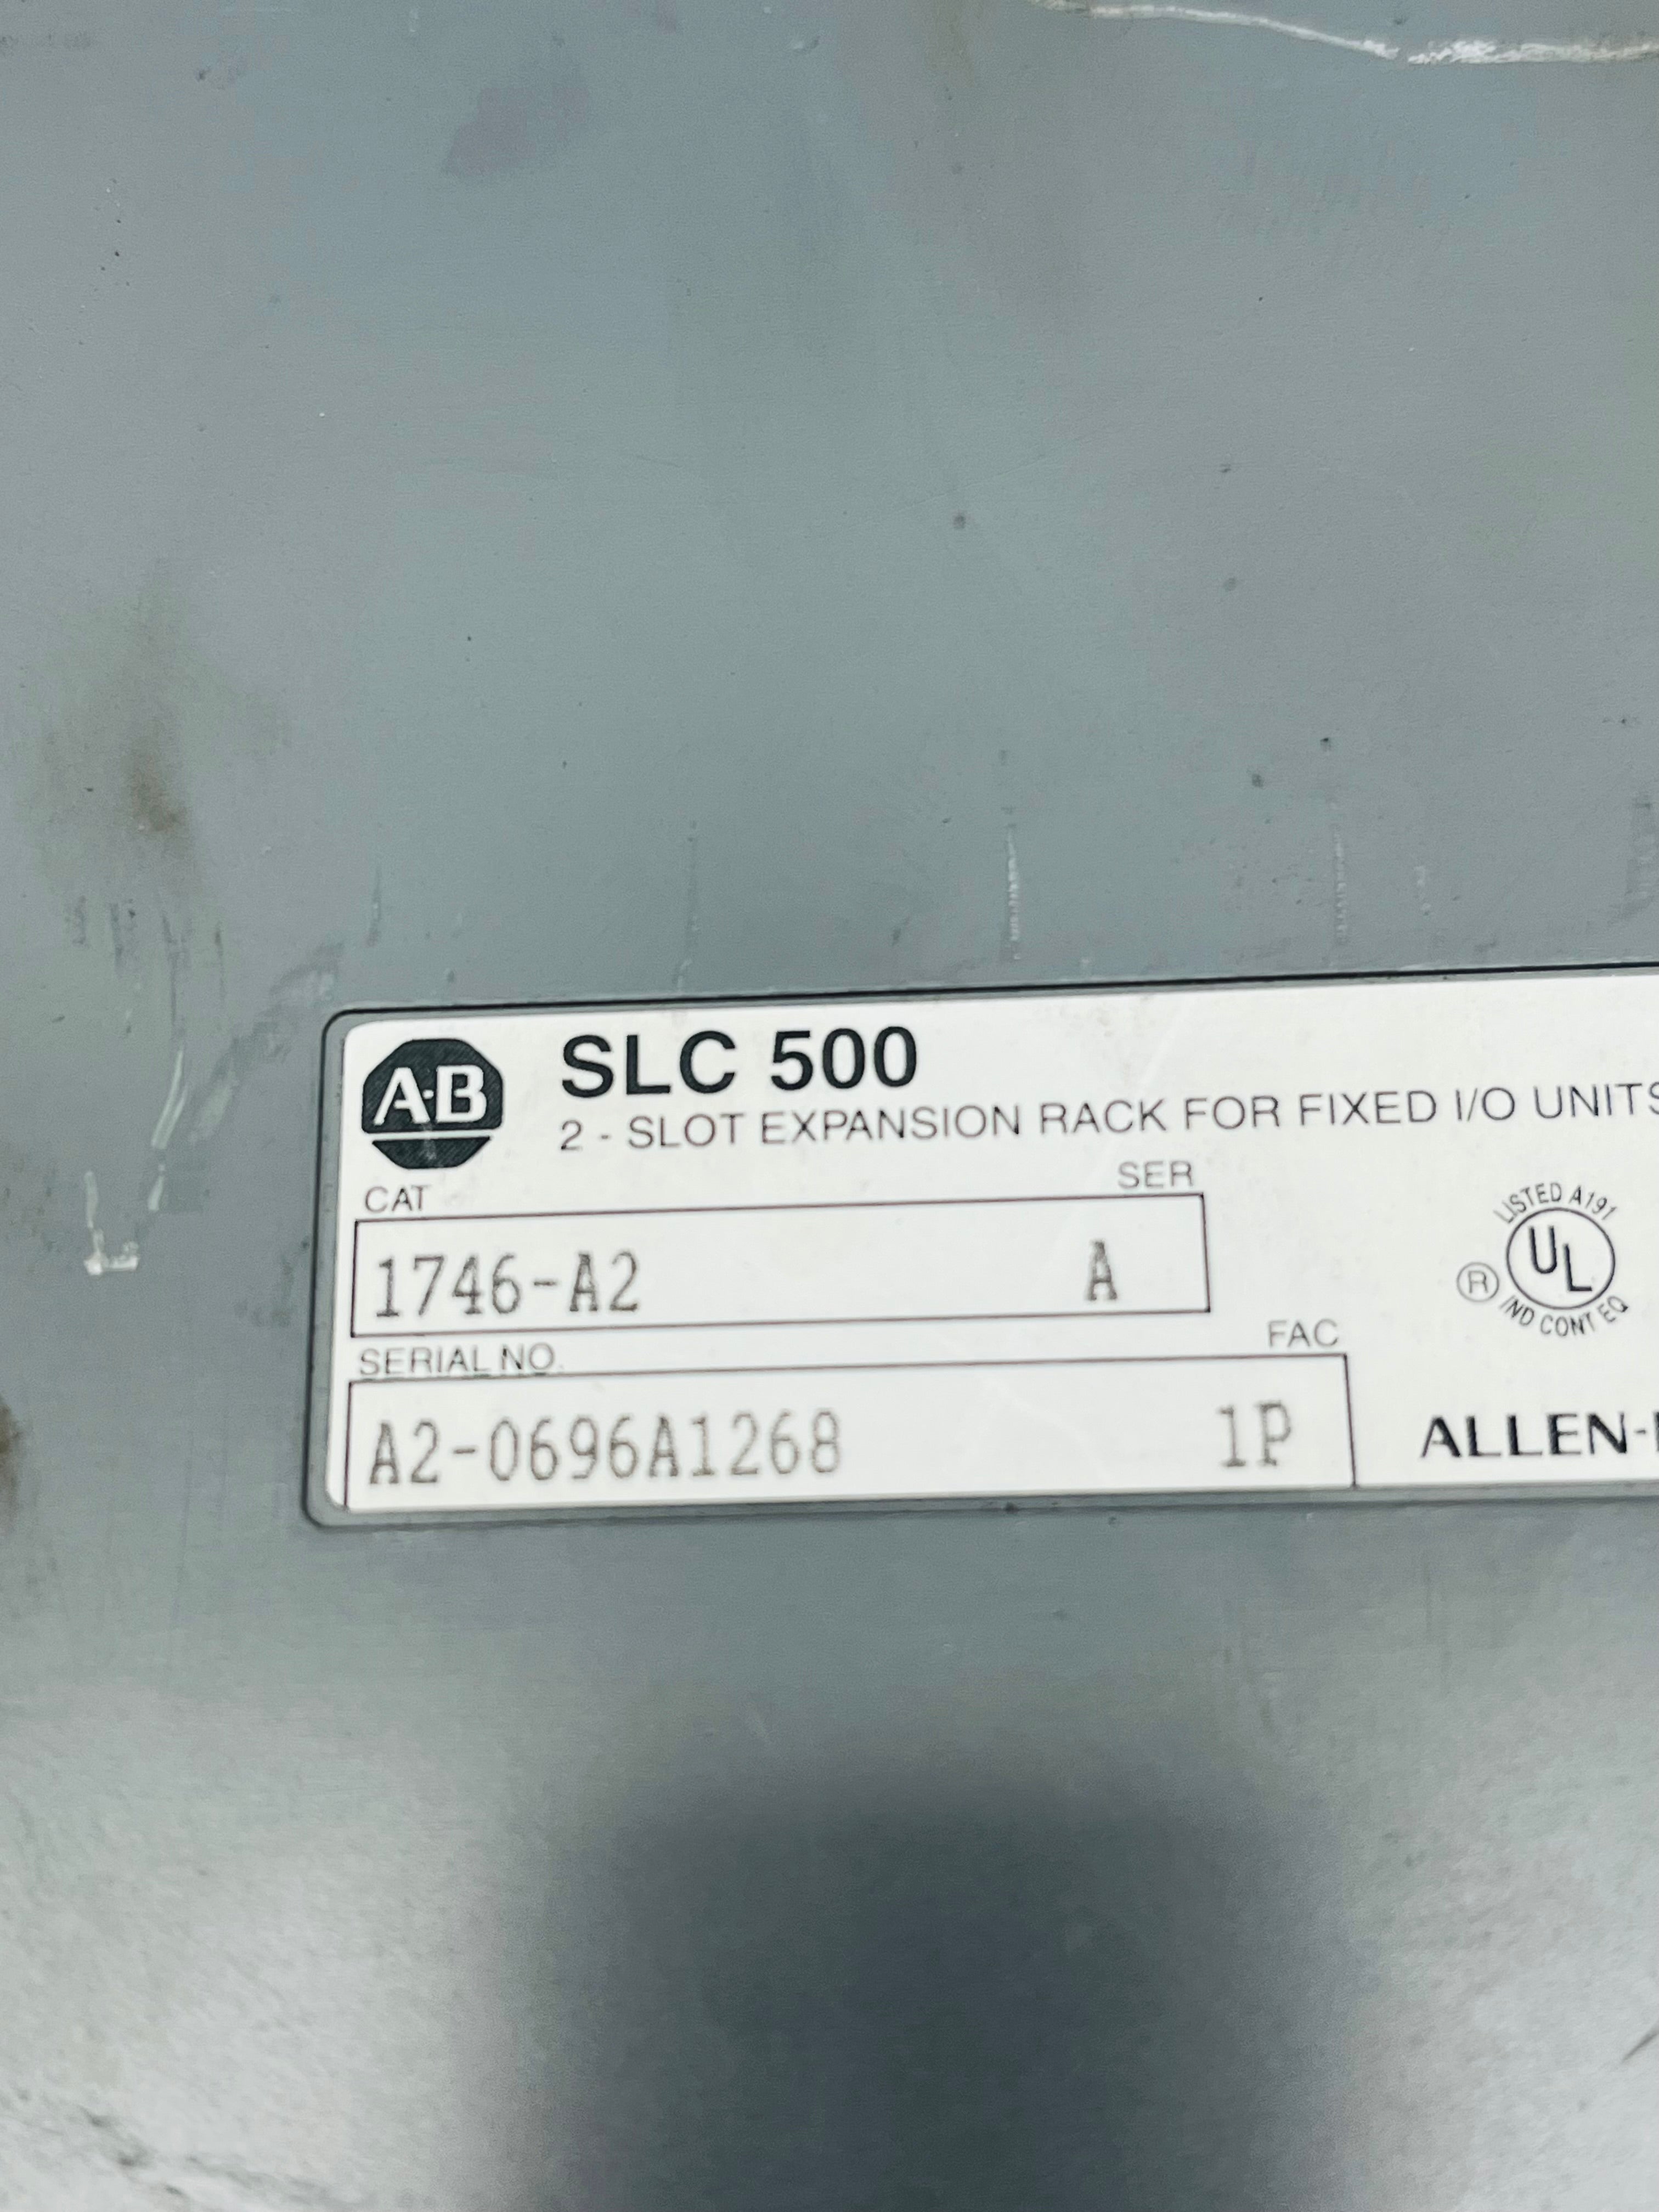 A·B SLC 500
2 - SLOT EXPANSION RACK FOR FIXED I/O UNITS
CAT SER
1746-A2 A
LISTED A191
UL
®
IND CONT EQ
SERIAL NO. FAC
A2-0696A1268 1P
ALLEN-